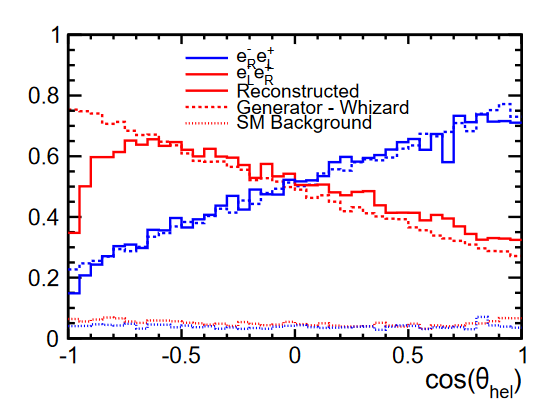 1
0.8
0.6
0.4
0.2
0
e⁻_R e⁺_L
e⁻_L e⁺_R
Reconstructed
Generator - Whizard
SM Background
-1 -0.5 0 0.5 1
cos(θ_hel)